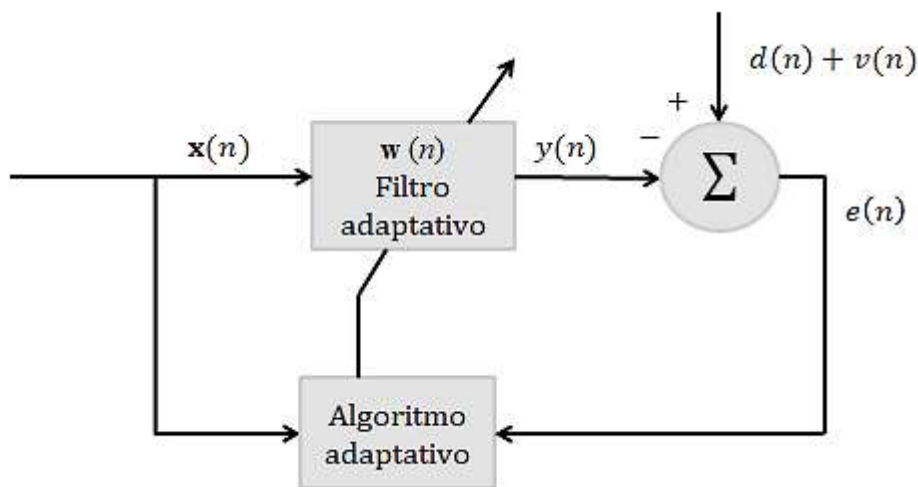 d(n) + v(n)
+
x(n)
w (n)
y(n)
−
Filtro
adaptativo
Σ
e(n)
Algoritmo
adaptativo